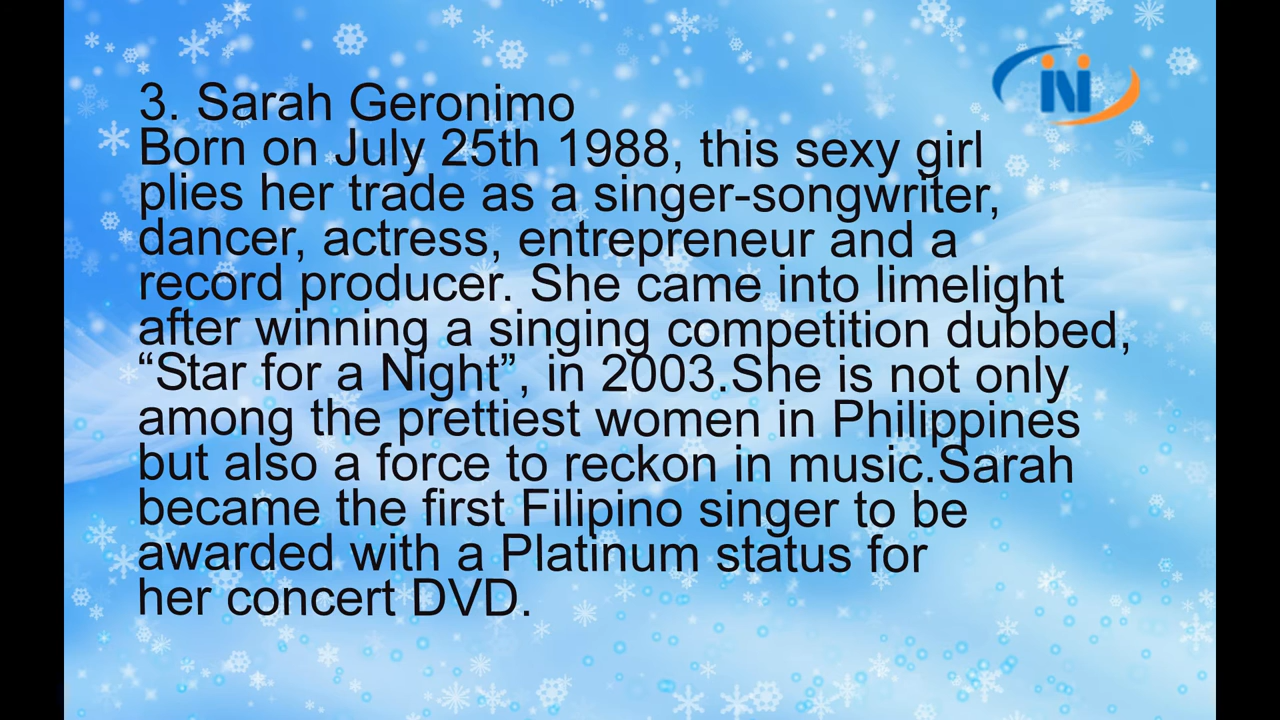 iNi
3. Sarah Geronimo
Born on July 25th 1988, this sexy girl
plies her trade as a singer-songwriter,
dancer, actress, entrepreneur and a
record producer. She came into limelight
after winning a singing competition dubbed,
“Star for a Night”, in 2003.She is not only
among the prettiest women in Philippines
but also a force to reckon in music.Sarah
became the first Filipino singer to be
awarded with a Platinum status for
her concert DVD.